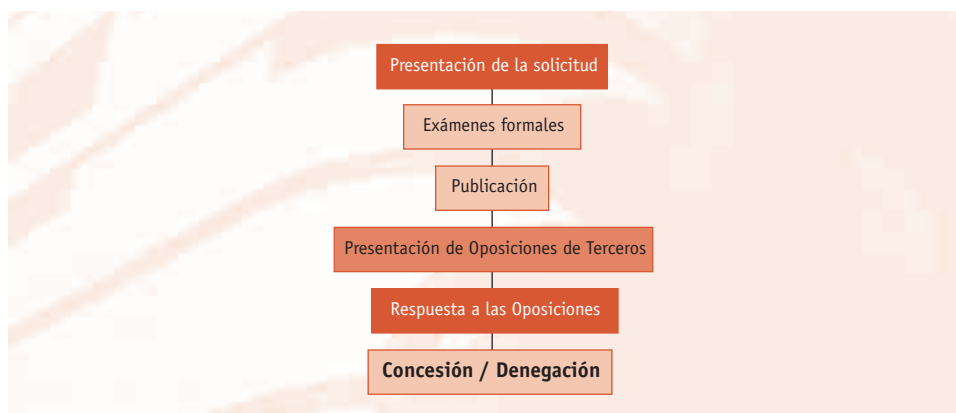 Presentación de la solicitud
Exámenes formales
Publicación
Presentación de Oposiciones de Terceros
Respuesta a las Oposiciones
Concesión / Denegación